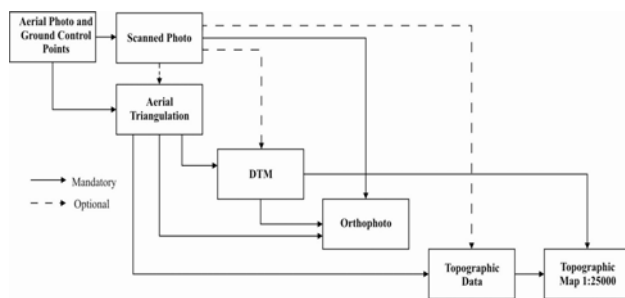 Aerial Photo and
Ground Control
Points
Scanned Photo
Aerial
Triangulation
DTM
Mandatory
Optional
Orthophoto
Topographic
Data
Topographic
Map 1:25000